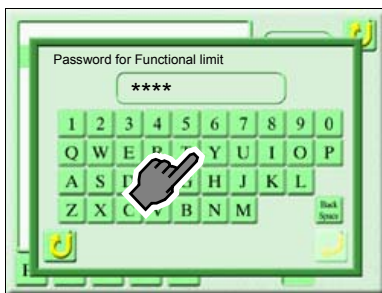 Password for Functional limit
****
1 2 3 4 5 6 7 8 9 0
Q W E R T Y U I O P
A S D G H J K L
Z X C V B N M Back Space